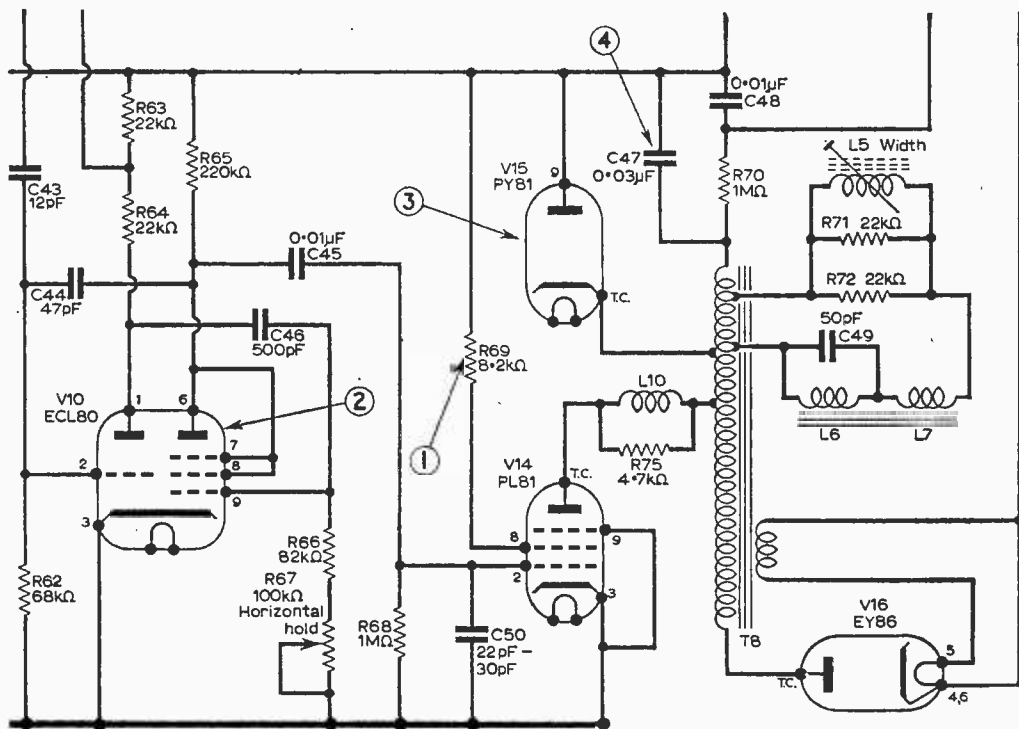 4
0·01µF
C48
R63
22kΩ
R65
220kΩ
C43
12pF
V15
PY81
9
C47
0·03µF
R70
1MΩ
L5 Width
R71 22kΩ
R64
22kΩ
3
0·01µF
C45
R72 22kΩ
T.C.
C44
47pF
50pF
C49
C46
500pF
R69
8·2kΩ
V10
ECL80
1
6
2
L10
L6
L7
7
8
9
2
3
1
R75
4·7kΩ
V14
PL81
T.C.
8
9
2
3
R66
82kΩ
R67
100kΩ
Horizontal
hold
R62
68kΩ
R68
1MΩ
C50
22pF–
30pF
T8
V16
EY86
5
T.C.
4,6